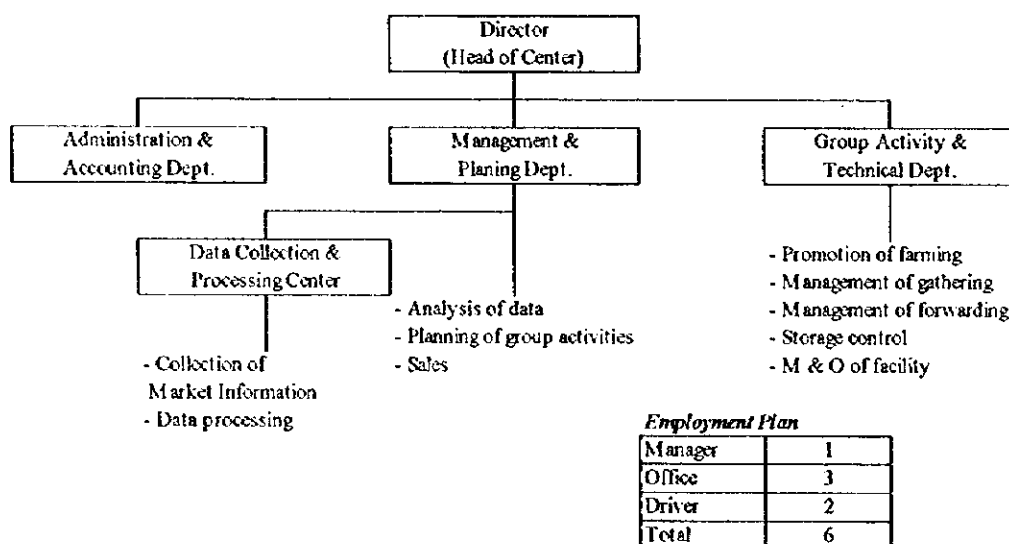 Director
(Head of Center)
Administration &
Accounting Dept.
Management &
Planing Dept.
Group Activity &
Technical Dept.
Data Collection &
Processing Center
- Collection of
Market Information
- Data processing
- Analysis of data
- Planning of group activities
- Sales
- Promotion of farming
- Management of gathering
- Management of forwarding
- Storage control
- M & O of facility
Employment Plan
Manager 1
Office 3
Driver 2
Total 6